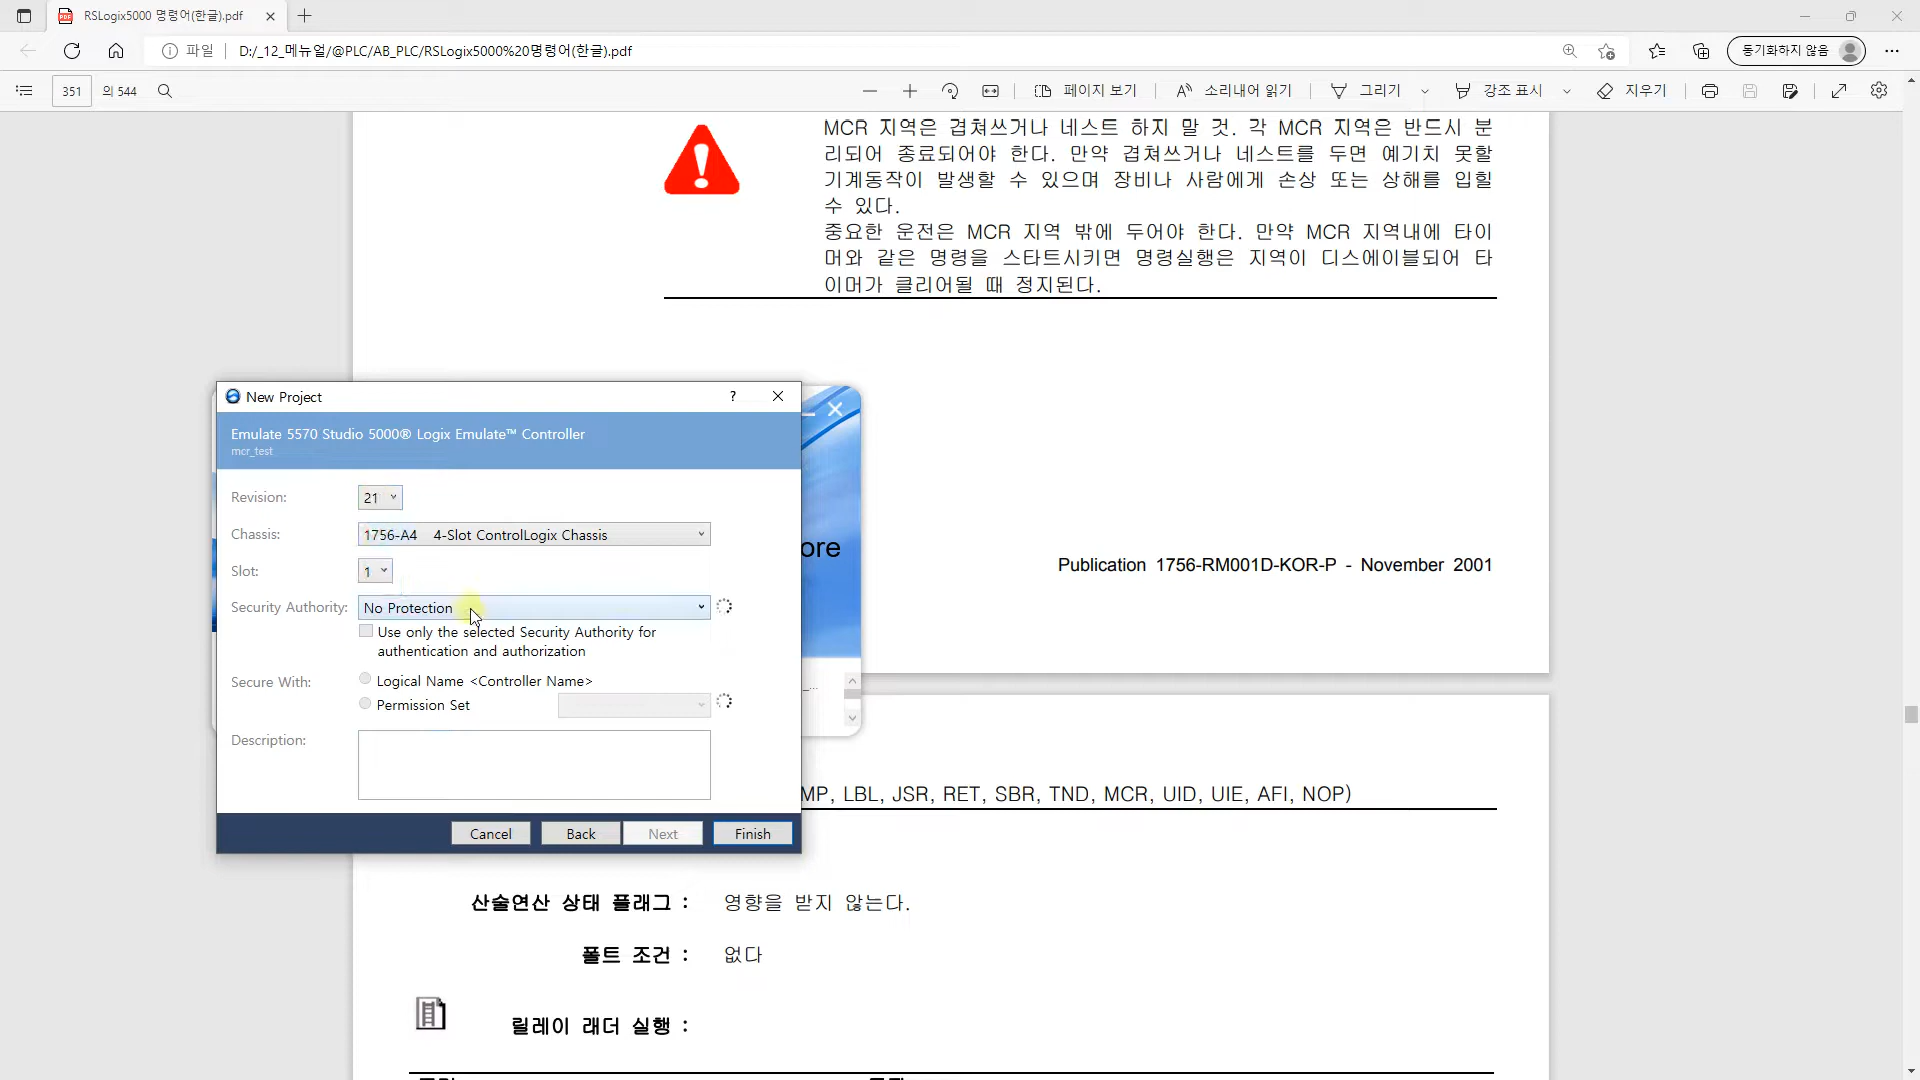 RSLogix5000 명령어(한글).pdf
파일
D:/_12_메뉴얼/@PLC/AB_PLC/RSLogix5000%20명령어(한글).pdf
동기화하지 않음
351
의 544
페이지 보기
소리내어 읽기
그리기
강조 표시
지우기
MCR 지역은 겹쳐쓰거나 네스트 하지 말 것. 각 MCR 지역은 반드시 분
리되어 종료되어야 한다. 만약 겹쳐쓰거나 네스트를 두면 예기치 못할
기계동작이 발생할 수 있으며 장비나 사람에게 손상 또는 상해를 입힐
수 있다.
중요한 운전은 MCR 지역 밖에 두어야 한다. 만약 MCR 지역내에 타이
머와 같은 명령을 스타트시키면 명령실행은 지역이 디스에이블되어 타
이머가 클리어될 때 정지된다.
New Project
?
Emulate 5570 Studio 5000® Logix Emulate™ Controller
mcr_test
Revision:
21
Chassis:
1756-A4 4-Slot ControlLogix Chassis
Slot:
1
Security Authority:
No Protection
Use only the selected Security Authority for
authentication and authorization
Secure With:
Logical Name <Controller Name>
Permission Set
Description:
Cancel
Back
Next
Finish
ore
_...
Publication 1756-RM001D-KOR-P - November 2001
MP, LBL, JSR, RET, SBR, TND, MCR, UID, UIE, AFI, NOP)
산술연산 상태 플래그 : 영향을 받지 않는다.
폴트 조건 : 없다
릴레이 래더 실행 :